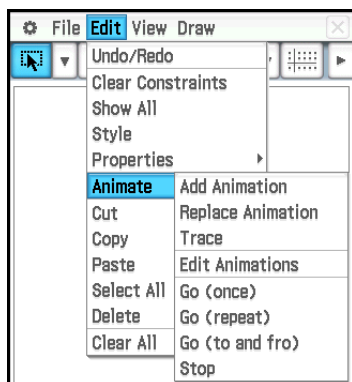 File Edit View Draw
Undo/Redo
Clear Constraints
Show All
Style
Properties
Animate
Cut
Copy
Paste
Select All
Delete
Clear All
Add Animation
Replace Animation
Trace
Edit Animations
Go (once)
Go (repeat)
Go (to and fro)
Stop